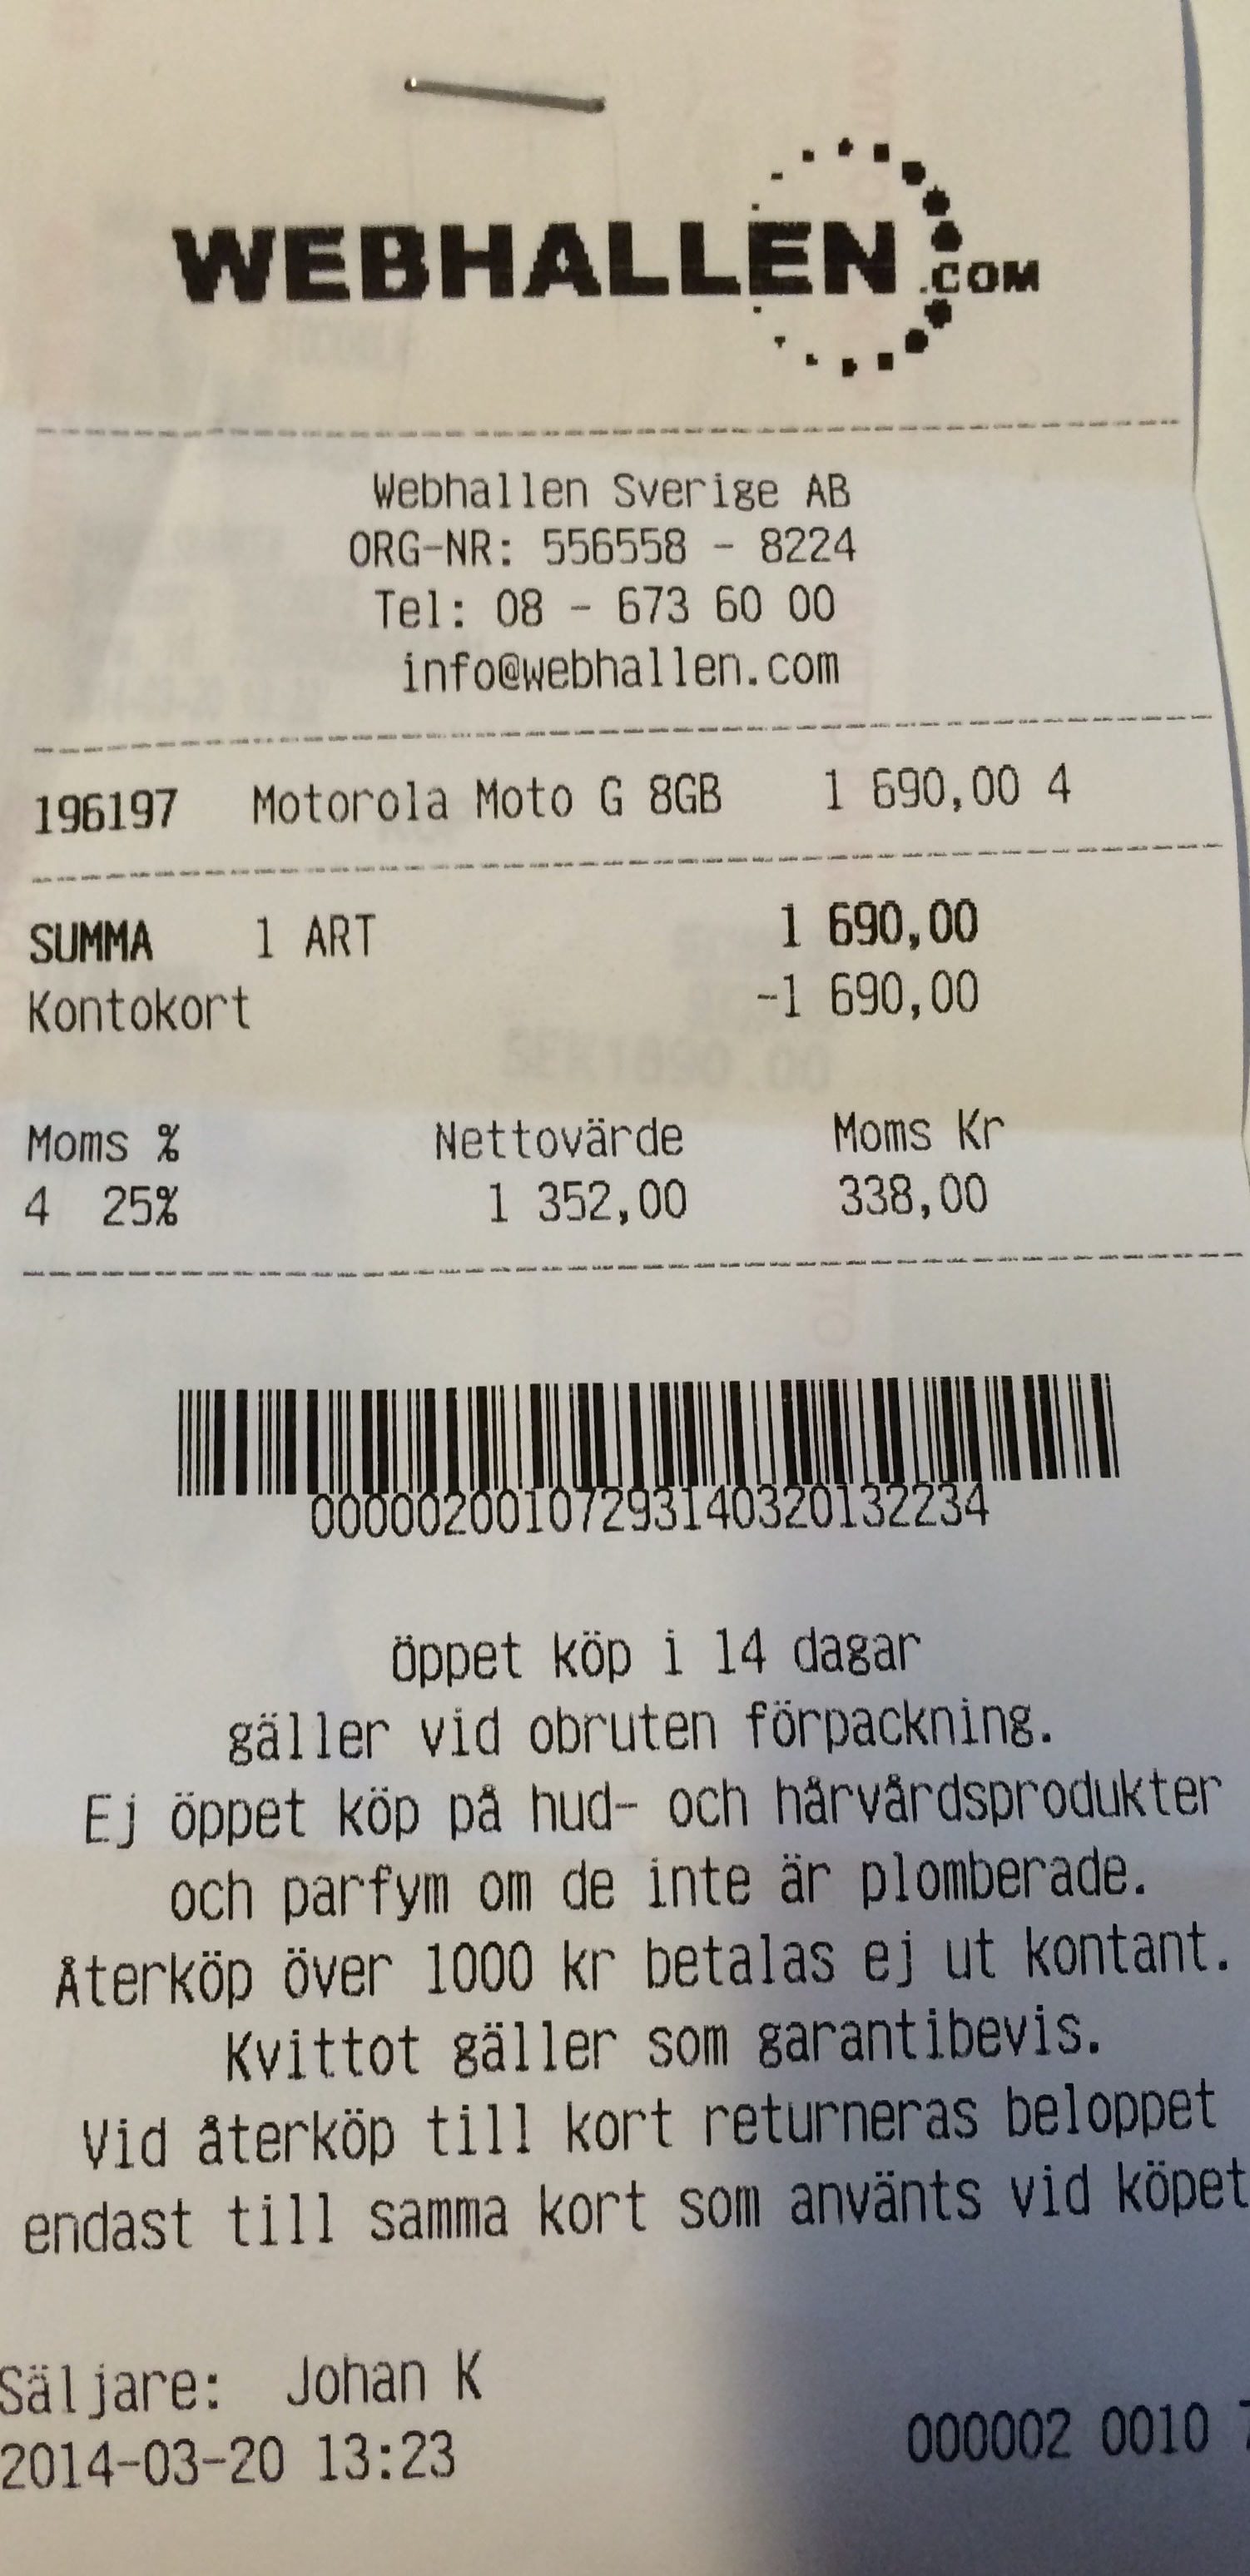 WEBHALLEN.COM
Webhallen Sverige AB
ORG-NR: 556558 - 8224
Tel: 08 - 673 60 00
info@webhallen.com
196197 Motorola Moto G 8GB 1 690,00 4
SUMMA 1 ART 1 690,00
Kontokort -1 690,00
Moms % Nettovärde Moms Kr
4 25% 1 352,00 338,00
00000200107293140320132234
Öppet köp i 14 dagar
gäller vid obruten förpackning.
Ej öppet köp på hud- och hårvårdsprodukter
och parfym om de inte är plomberade.
Återköp över 1000 kr betalas ej ut kontant.
Kvittot gäller som garantibevis.
Vid återköp till kort returneras beloppet
endast till samma kort som använts vid köpet
Säljare: Johan K
2014-03-20 13:23 000002 0010